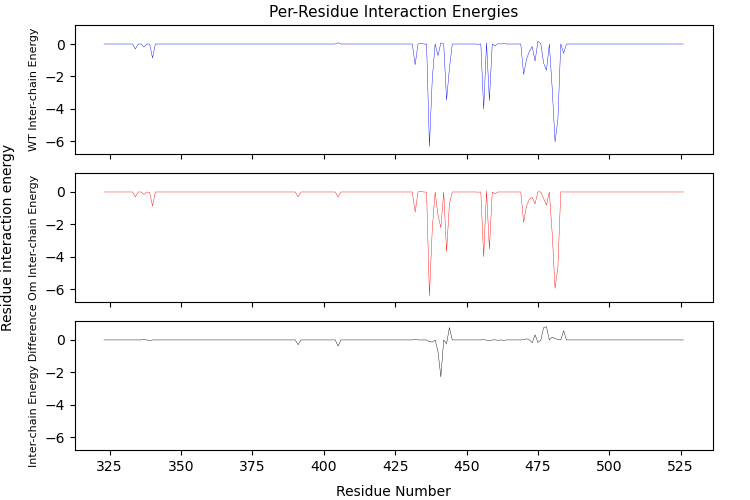 Per-Residue Interaction Energies
Residue interaction energy
WT Inter-chain Energy
0
−2
−4
−6
Om Inter-chain Energy
0
−2
−4
−6
Inter-chain Energy Difference
0
−2
−4
−6
325 350 375 400 425 450 475 500 525
Residue Number